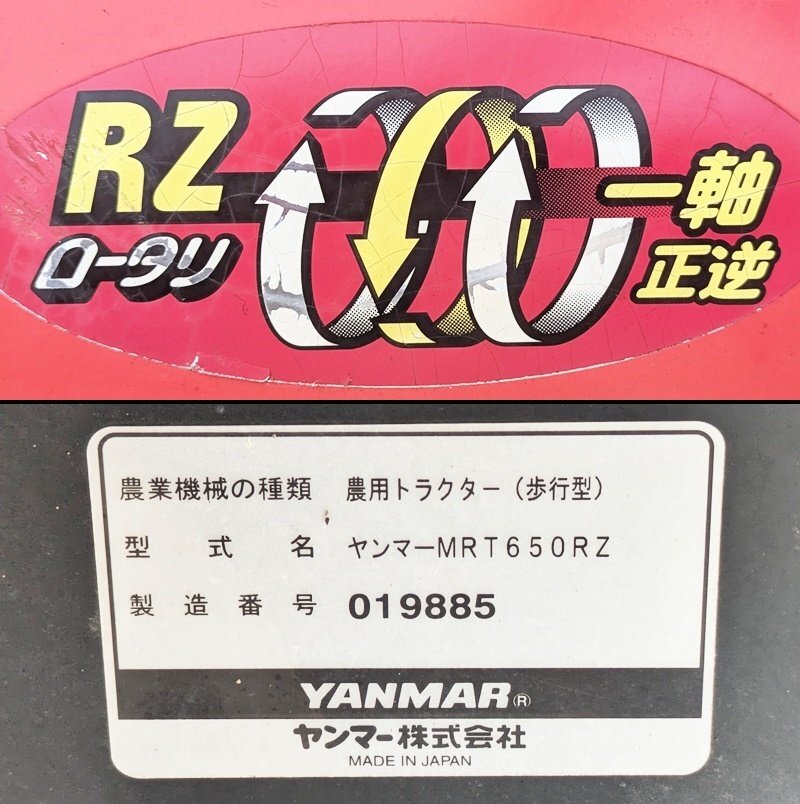 RZ
ロータリ
一軸
正逆
農業機械の種類 農用トラクター(歩行型)
型式名 ヤンマーMRT650RZ
製造番号 019885
YANMAR®
ヤンマー株式会社
MADE IN JAPAN